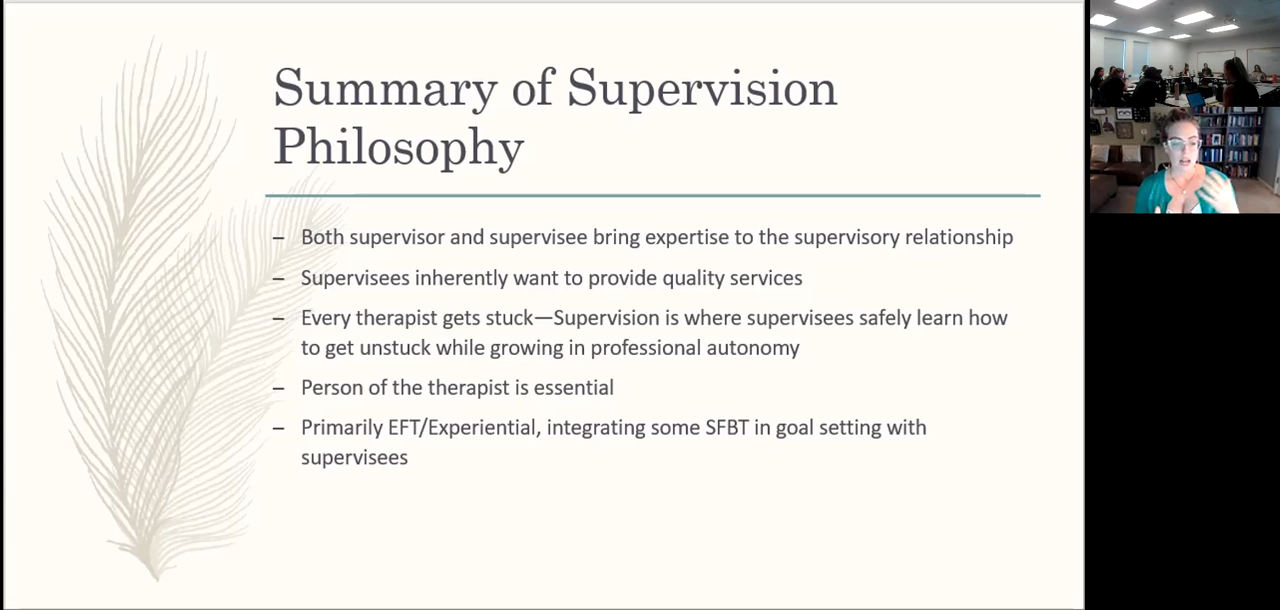 Summary of Supervision
Philosophy
– Both supervisor and supervisee bring expertise to the supervisory relationship
– Supervisees inherently want to provide quality services
– Every therapist gets stuck—Supervision is where supervisees safely learn how
to get unstuck while growing in professional autonomy
– Person of the therapist is essential
– Primarily EFT/Experiential, integrating some SFBT in goal setting with
supervisees